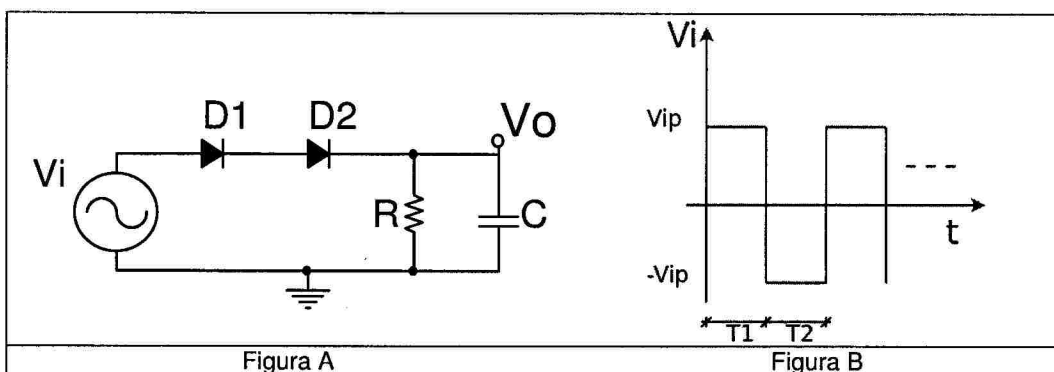 D1 D2 Vo
Vi
R C
Figura A
Vi
Vip
- - -
t
-Vip
T1 T2
Figura B